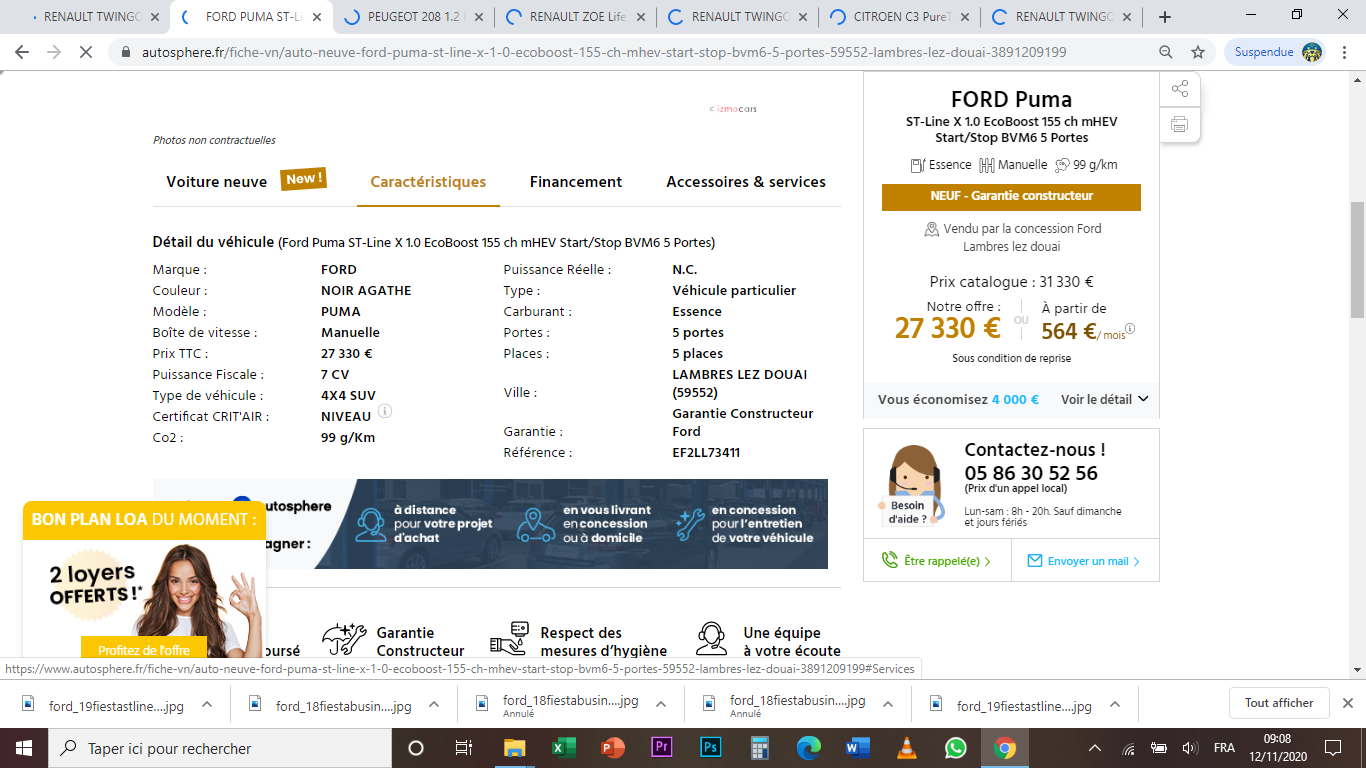 RENAULT TWINGO
FORD PUMA ST-Li
PEUGEOT 208 1.2
RENAULT ZOE Life
RENAULT TWINGO
CITROEN C3 PureT
RENAULT TWINGO
autosphere.fr/fiche-vn/auto-neuve-ford-puma-st-line-x-1-0-ecoboost-155-ch-mhev-start-stop-bvm6-5-portes-59552-lambres-lez-douai-3891209199
Suspendue
izmocars
Photos non contractuelles
Voiture neuve New !
Caractéristiques
Financement
Accessoires & services
Détail du véhicule (Ford Puma ST-Line X 1.0 EcoBoost 155 ch mHEV Start/Stop BVM6 5 Portes)
Marque : FORD
Couleur : NOIR AGATHE
Modèle : PUMA
Boîte de vitesse : Manuelle
Prix TTC : 27 330 €
Puissance Fiscale : 7 CV
Type de véhicule : 4X4 SUV
Certificat CRIT'AIR : NIVEAU
Co2 : 99 g/Km
Puissance Réelle : N.C.
Type : Véhicule particulier
Carburant : Essence
Portes : 5 portes
Places : 5 places
Ville : LAMBRES LEZ DOUAI
(59552)
Garantie : Garantie Constructeur
Ford
Référence : EF2LL73411
FORD Puma
ST-Line X 1.0 EcoBoost 155 ch mHEV
Start/Stop BVM6 5 Portes
Essence Manuelle 99 g/km
NEUF - Garantie constructeur
Vendu par la concession Ford
Lambres lez douai
Prix catalogue : 31 330 €
Notre offre :
27 330 €
OU
À partir de
564 €/ mois
Sous condition de reprise
Vous économisez 4 000 € Voir le détail
Contactez-nous !
05 86 30 52 56
(Prix d'un appel local)
Lun-sam : 8h - 20h. Sauf dimanche
et jours fériés
Besoin
d'aide ?
Être rappelé(e)
Envoyer un mail
autosphere
agner :
à distance
pour votre projet
d'achat
en vous livrant
en concession
ou à domicile
en concession
pour l'entretien
de votre véhicule
BON PLAN LOA DU MOMENT :
2 loyers
OFFERTS !*
Profitez de l'offre
oursé
Garantie
Constructeur
Respect des
mesures d'hygiène
Une équipe
à votre écoute
https://www.autosphere.fr/fiche-vn/auto-neuve-ford-puma-st-line-x-1-0-ecoboost-155-ch-mhev-start-stop-bvm6-5-portes-59552-lambres-lez-douai-3891209199#Services
ford_19fiestastline....jpg
ford_18fiestabusin....jpg
ford_18fiestabusin....jpg
Annulé
ford_18fiestabusin....jpg
Annulé
ford_19fiestastline....jpg
Tout afficher
Taper ici pour rechercher
FRA
09:08
12/11/2020